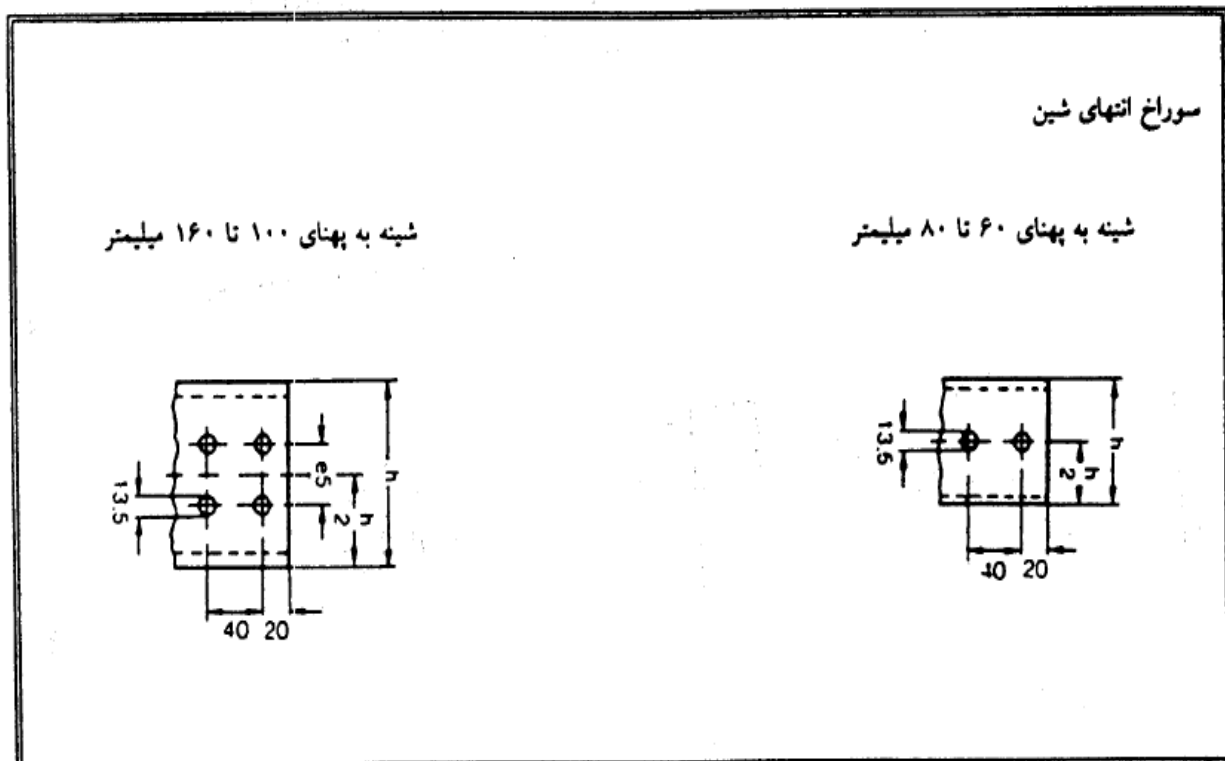 سوراخ انتهای شین
شینه به پهنای ۶۰ تا ۸۰ میلیمتر
شینه به پهنای ۱۰۰ تا ۱۶۰ میلیمتر
13.5
h
h
2
40 20
13.5
e5
h
h
2
40 20